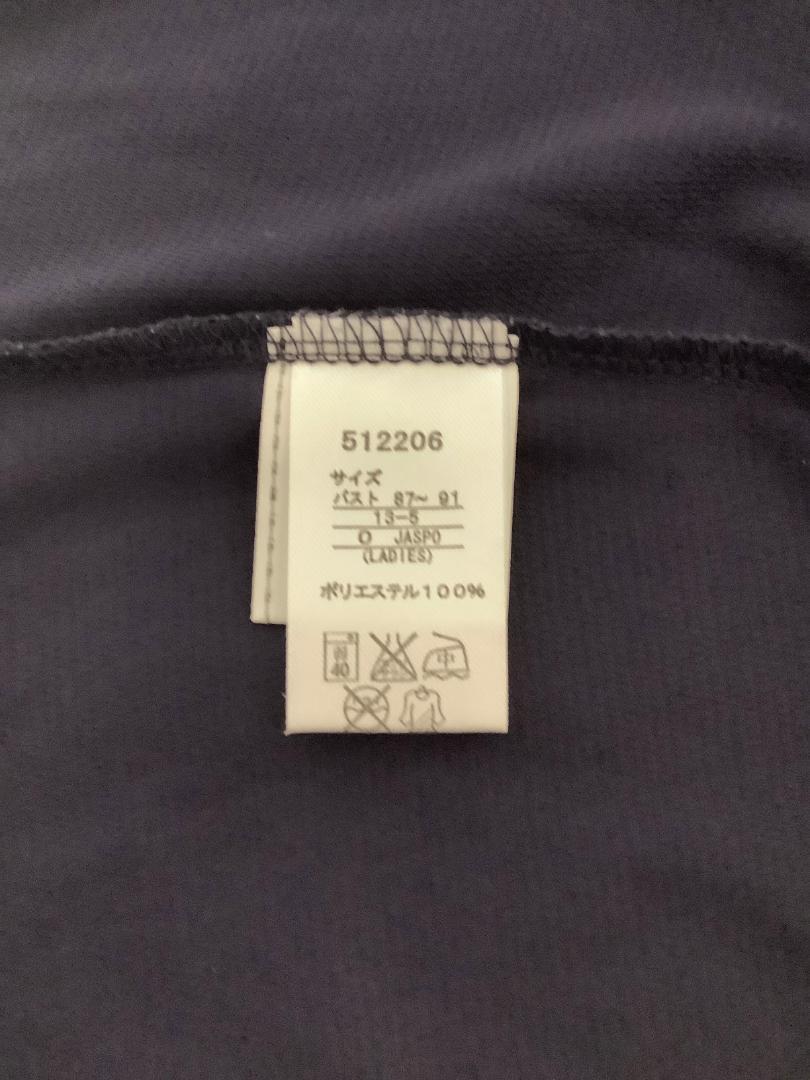 512206
サイズ
バスト 87～ 91
13-5
O JASPO
(LADIES)
ポリエステル100%
40
中